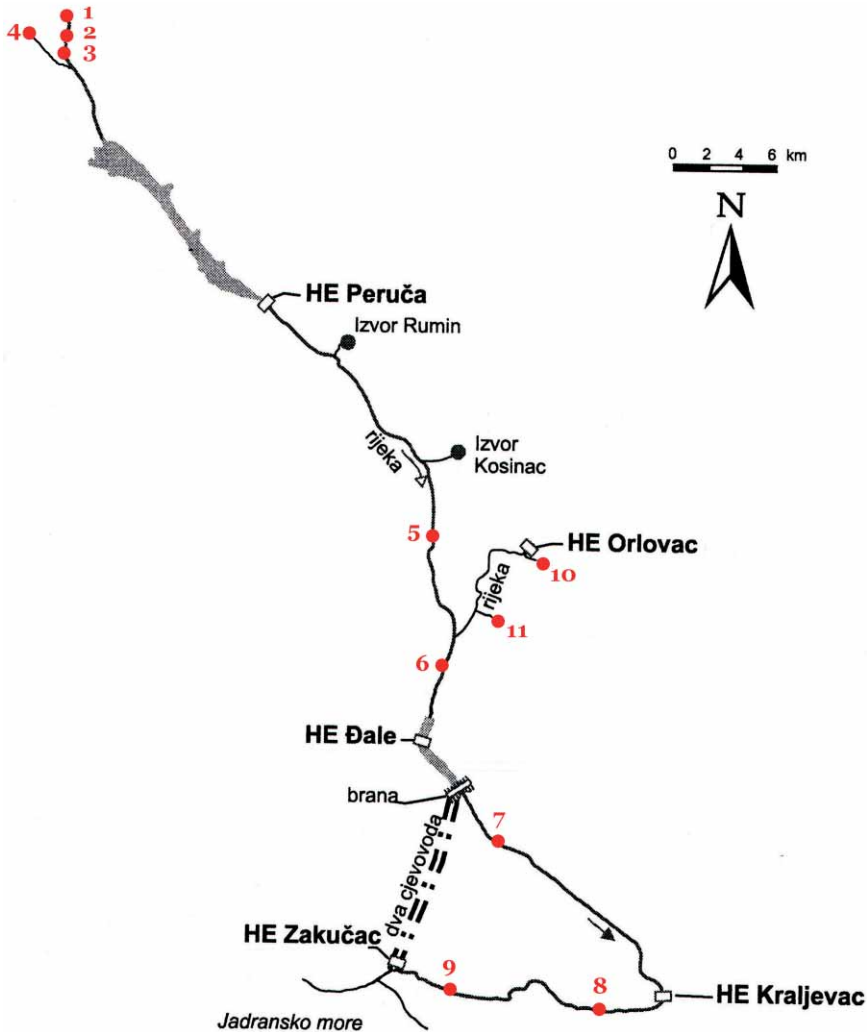 1
4
2
3
0 2 4 6 km
N
HE Peruča
Izvor Rumin
rijeka
Izvor
Kosinac
5
HE Orlovac
10
rijeka
11
6
HE Đale
brana
7
dva cjevovoda
HE Zakučac
9
8
HE Kraljevac
Jadransko more